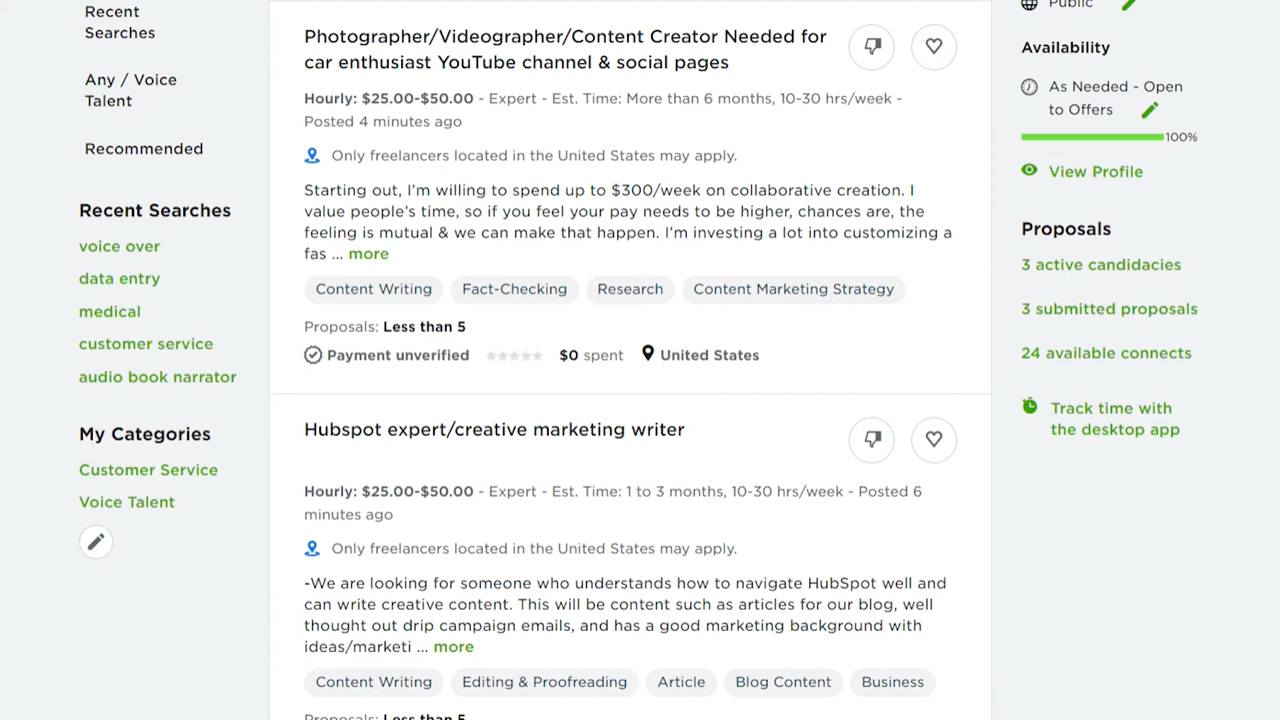 Recent
Searches
Any / Voice
Talent
Recommended
Recent Searches
voice over
data entry
medical
customer service
audio book narrator
My Categories
Customer Service
Voice Talent
Photographer/Videographer/Content Creator Needed for
car enthusiast YouTube channel & social pages
Hourly: $25.00-$50.00 - Expert - Est. Time: More than 6 months, 10-30 hrs/week -
Posted 4 minutes ago
Only freelancers located in the United States may apply.
Starting out, I'm willing to spend up to $300/week on collaborative creation. I
value people's time, so if you feel your pay needs to be higher, chances are, the
feeling is mutual & we can make that happen. I'm investing a lot into customizing a
fas ... more
Content Writing Fact-Checking Research Content Marketing Strategy
Proposals: Less than 5
Payment unverified $0 spent United States
Hubspot expert/creative marketing writer
Hourly: $25.00-$50.00 - Expert - Est. Time: 1 to 3 months, 10-30 hrs/week - Posted 6
minutes ago
Only freelancers located in the United States may apply.
-We are looking for someone who understands how to navigate HubSpot well and
can write creative content. This will be content such as articles for our blog, well
thought out drip campaign emails, and has a good marketing background with
ideas/marketi ... more
Content Writing Editing & Proofreading Article Blog Content Business
Proposals: Less than 5
Public
Availability
As Needed - Open
to Offers
100%
View Profile
Proposals
3 active candidacies
3 submitted proposals
24 available connects
Track time with
the desktop app